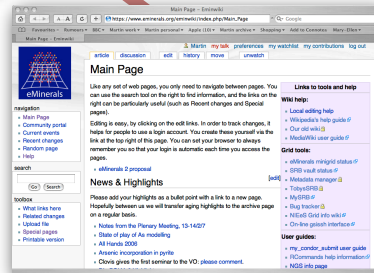 Main Page - Eminwiki
https://www.eminerals.org/eminwiki/index.php/Main_Page
Google
Favourites
Rumours
BBC
Martin work
Martin personal
Apple (10)
Martin archive
Shopping
Add to Connotea
Mary-Ellen
Main Page - Eminwiki
Martin my talk preferences my watchlist my contributions log out
article discussion edit history move unwatch
eMinerals
navigation
Main Page
Community portal
Current events
Recent changes
Random page
Help
search
Go Search
toolbox
What links here
Related changes
Upload file
Special pages
Printable version
Main Page
Like any set of web pages, you only need to navigate between pages. You
can use the search tool on the right to find information, and the links on the
right can be particularly useful (such as Recent changes and Special
pages).
Editing is easy, by clicking on the edit links. In order to track changes, it
helps for people to use a login account. You create these yourself via the
link at the top right of this page. You can set your browser to always
remember you so that your login is automatic each time you access the
pages.
eMinerals 2 proposal
[edit]
News & Highlights
Please add your highlights as a bullet point with a link to a new page.
Hopefully between us we will transfer aging highlights to the archive page
on a regular basis.
Notes from the Plenary Meeting, 13-14/2/7
State of play of As modelling
All Hands 2006
Arsenic incorporation in pyrite
Clovis gives the first seminar to the VO: please comment.
Links to tools and help
Wiki help:
Local editing help
Wikipedia's help guide
Our old wiki
MediaWiki user guide
Grid tools:
eMinerals minigrid status
SRB vault status
Metadata manager
TobysSRB
MySRB
Bug tracker
NIEeS Grid info wiki
On-line geissh interface
User guides:
my_condor_submit user guide
RCommands help information
NGS info page